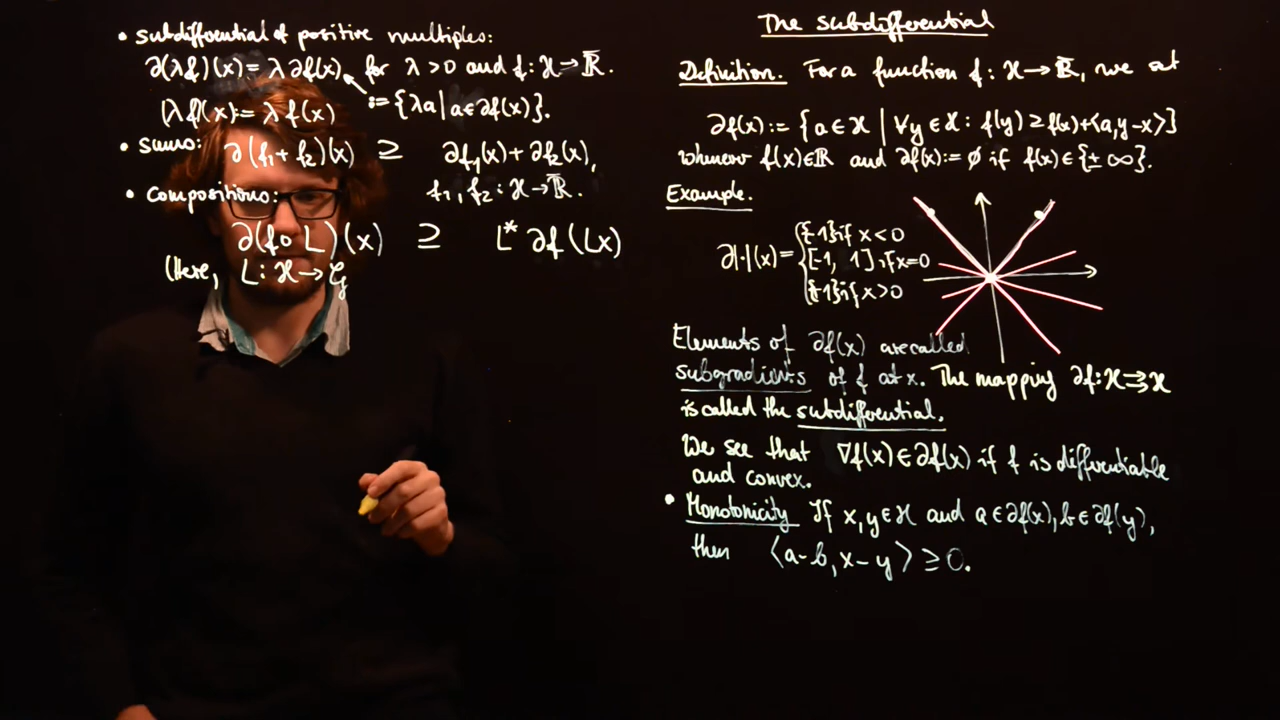 • subdifferential of positive multiples:
∂(λf)(x) = λ ∂f(x) for λ > 0 and f: ℋ → ℝ̄.
(λf)(x) := λ f(x) := {λa | a ∈ ∂f(x)}.
• Sums: ∂(f₁ + f₂)(x) ≥ ∂f₁(x) + ∂f₂(x),
f₁, f₂ : ℋ → ℝ̄.
• Compositions:
∂(f ∘ L)(x) ≥ L* ∂f(Lx)
(Here, L : ℋ → 𝒢
The subdifferential
Definition. For a function f: ℋ → ℝ̄, we set
∂f(x) := {a ∈ ℋ | ∀y ∈ ℋ : f(y) ≥ f(x) + ⟨a, y-x⟩}
whenever f(x) ∈ ℝ and ∂f(x) := ∅ if f(x) ∈ {± ∞}.
Example.
∂|·|(x) = {
{-1} if x < 0
[-1, 1] if x = 0
if x > 0
Elements of ∂f(x) are called
subgradients of f at x. The mapping ∂f: ℋ ⇉ ℋ
is called the subdifferential.
We see that ∇f(x) ∈ ∂f(x) if f is differentiable
and convex.
• Monotonicity If x, y ∈ ℋ and a ∈ ∂f(x), b ∈ ∂f(y),
then ⟨a-b, x-y⟩ ≥ 0.